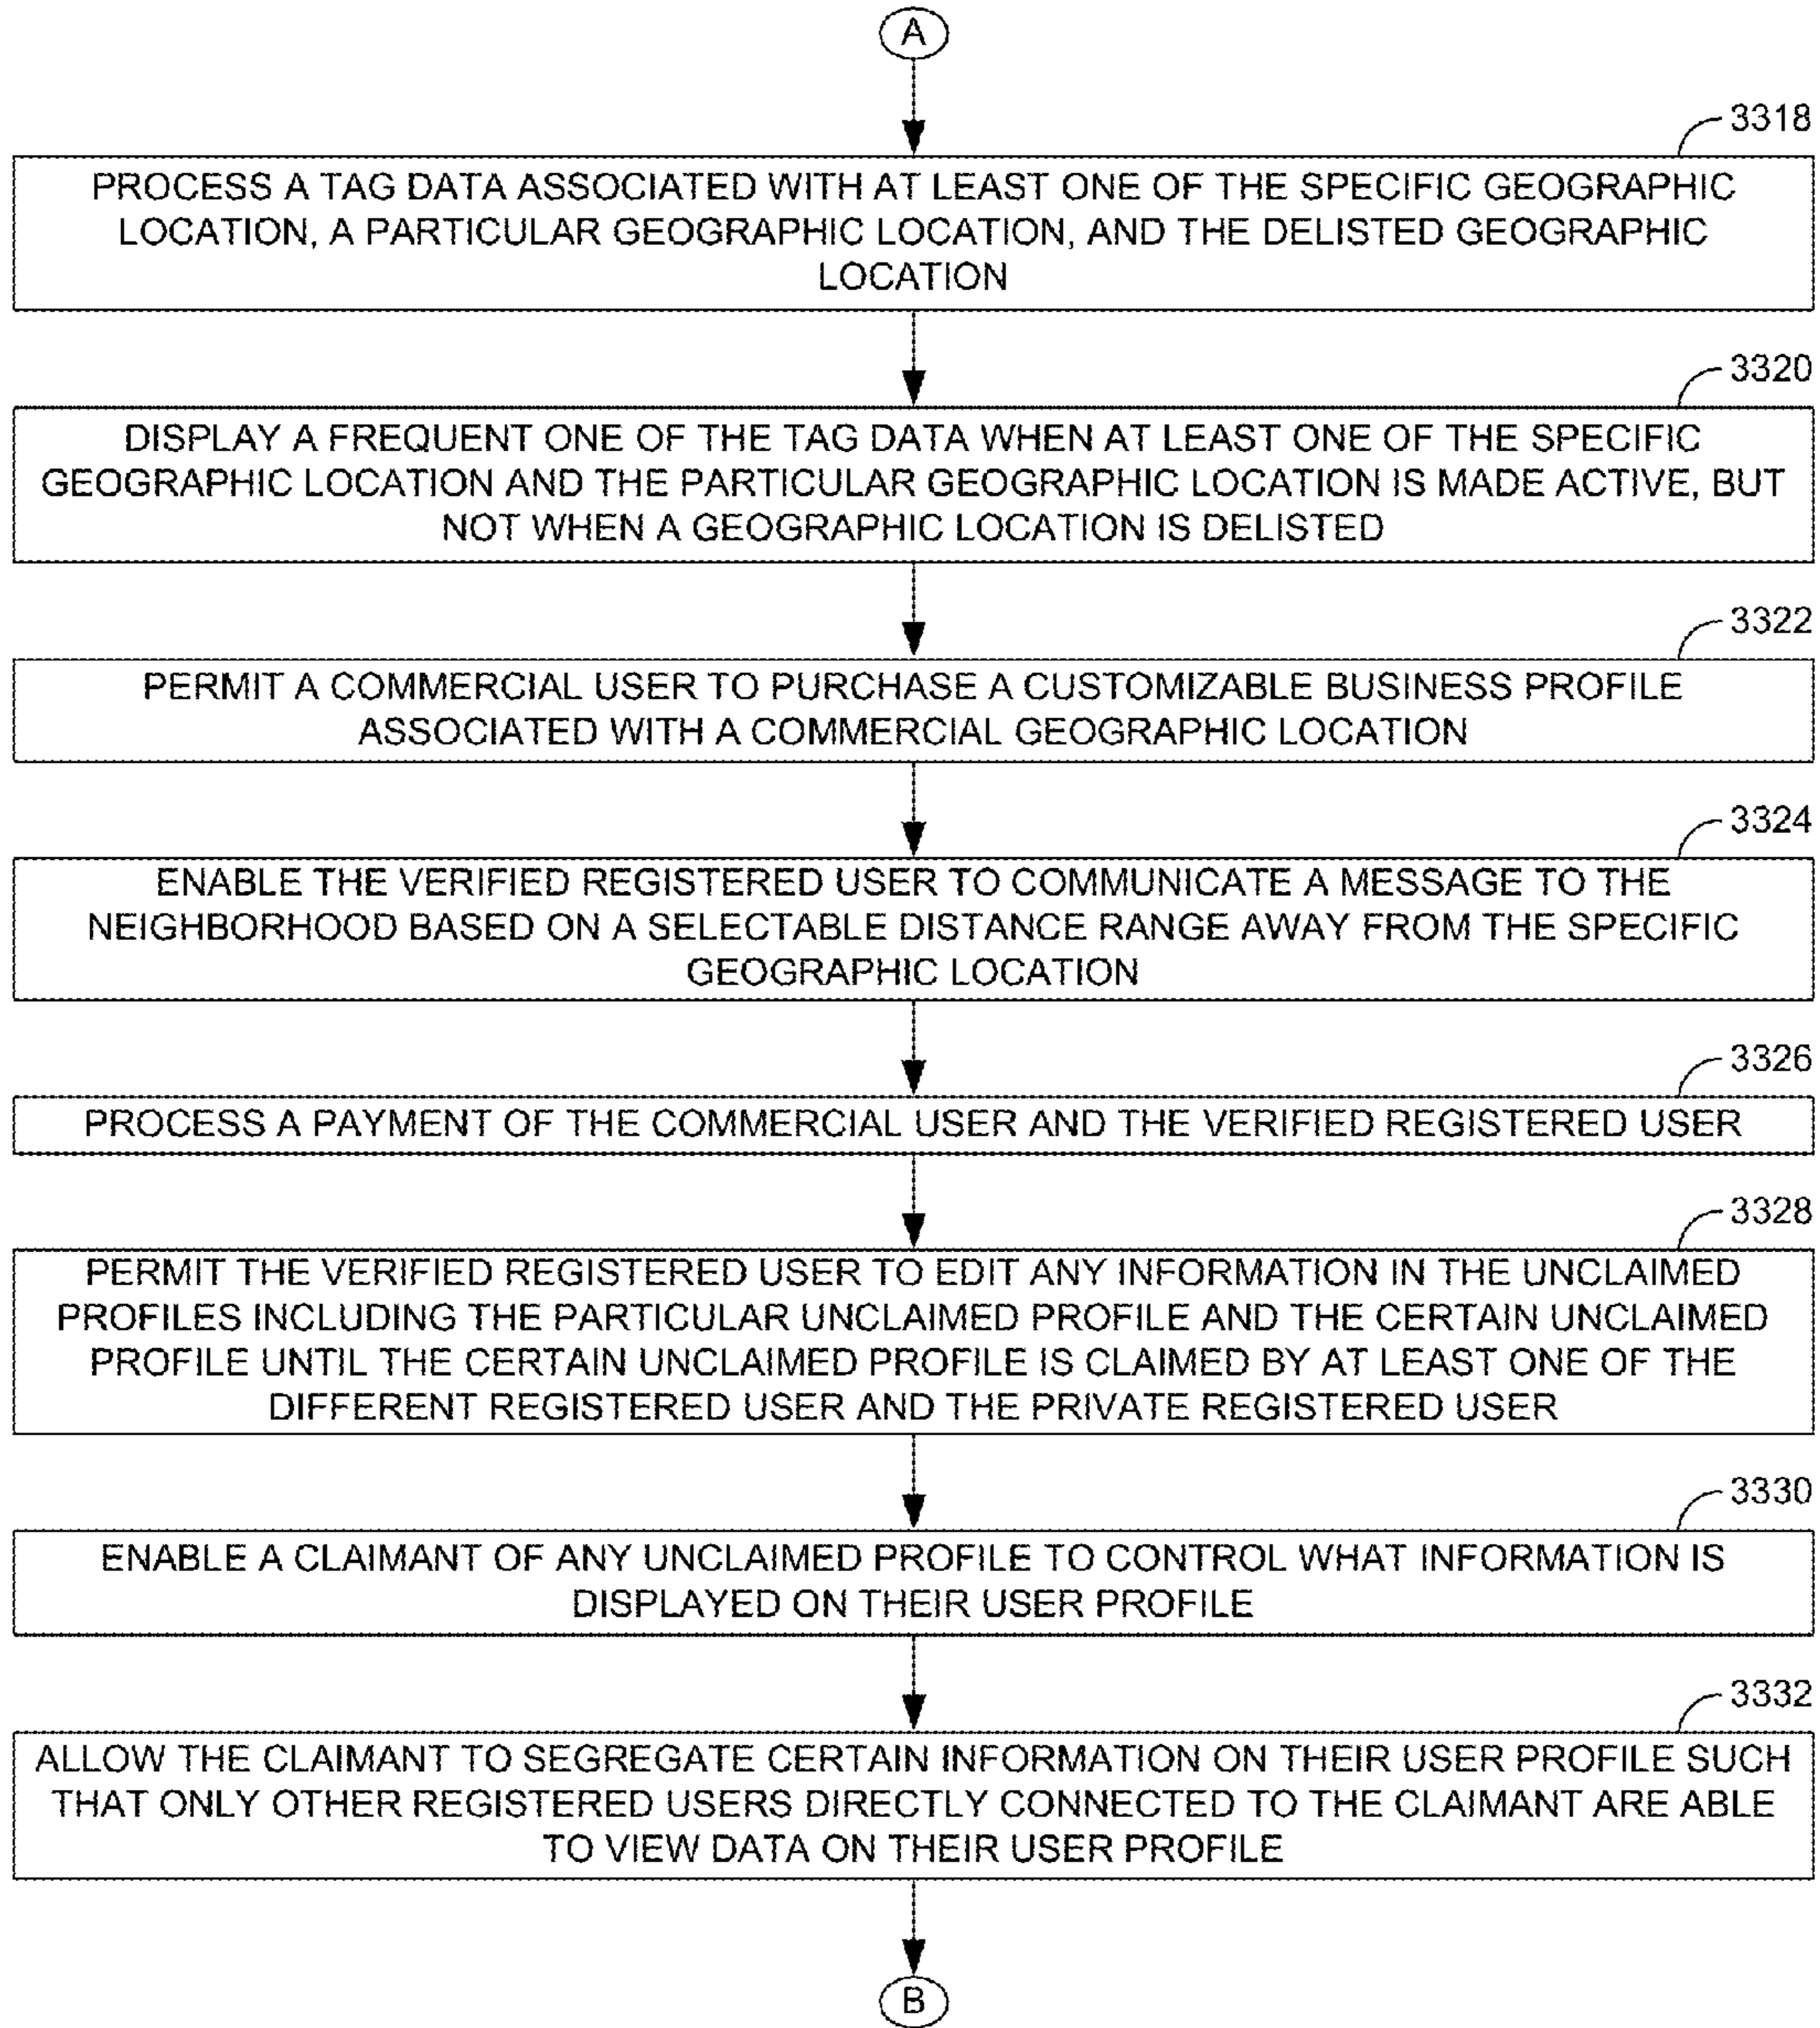 A
3318
PROCESS A TAG DATA ASSOCIATED WITH AT LEAST ONE OF THE SPECIFIC GEOGRAPHIC
LOCATION, A PARTICULAR GEOGRAPHIC LOCATION, AND THE DELISTED GEOGRAPHIC
LOCATION
3320
DISPLAY A FREQUENT ONE OF THE TAG DATA WHEN AT LEAST ONE OF THE SPECIFIC
GEOGRAPHIC LOCATION AND THE PARTICULAR GEOGRAPHIC LOCATION IS MADE ACTIVE, BUT
NOT WHEN A GEOGRAPHIC LOCATION IS DELISTED
3322
PERMIT A COMMERCIAL USER TO PURCHASE A CUSTOMIZABLE BUSINESS PROFILE
ASSOCIATED WITH A COMMERCIAL GEOGRAPHIC LOCATION
3324
ENABLE THE VERIFIED REGISTERED USER TO COMMUNICATE A MESSAGE TO THE
NEIGHBORHOOD BASED ON A SELECTABLE DISTANCE RANGE AWAY FROM THE SPECIFIC
GEOGRAPHIC LOCATION
3326
PROCESS A PAYMENT OF THE COMMERCIAL USER AND THE VERIFIED REGISTERED USER
3328
PERMIT THE VERIFIED REGISTERED USER TO EDIT ANY INFORMATION IN THE UNCLAIMED
PROFILES INCLUDING THE PARTICULAR UNCLAIMED PROFILE AND THE CERTAIN UNCLAIMED
PROFILE UNTIL THE CERTAIN UNCLAIMED PROFILE IS CLAIMED BY AT LEAST ONE OF THE
DIFFERENT REGISTERED USER AND THE PRIVATE REGISTERED USER
3330
ENABLE A CLAIMANT OF ANY UNCLAIMED PROFILE TO CONTROL WHAT INFORMATION IS
DISPLAYED ON THEIR USER PROFILE
3332
ALLOW THE CLAIMANT TO SEGREGATE CERTAIN INFORMATION ON THEIR USER PROFILE SUCH
THAT ONLY OTHER REGISTERED USERS DIRECTLY CONNECTED TO THE CLAIMANT ARE ABLE
TO VIEW DATA ON THEIR USER PROFILE
B